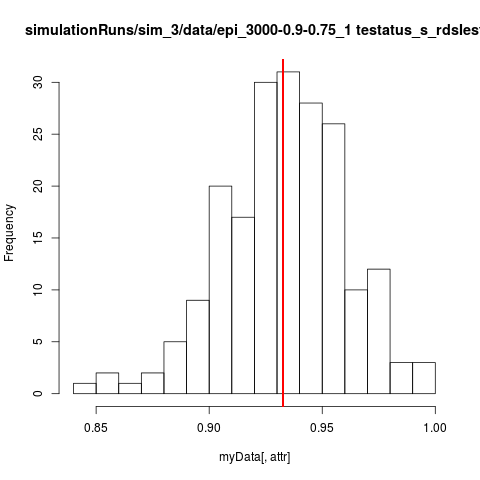 simulationRuns/sim_3/data/epi_3000-0.9-0.75_1 testatus_s_rdsles
Frequency
30
25
20
15
10
5
0
0.85 0.90 0.95 1.00
myData[, attr]